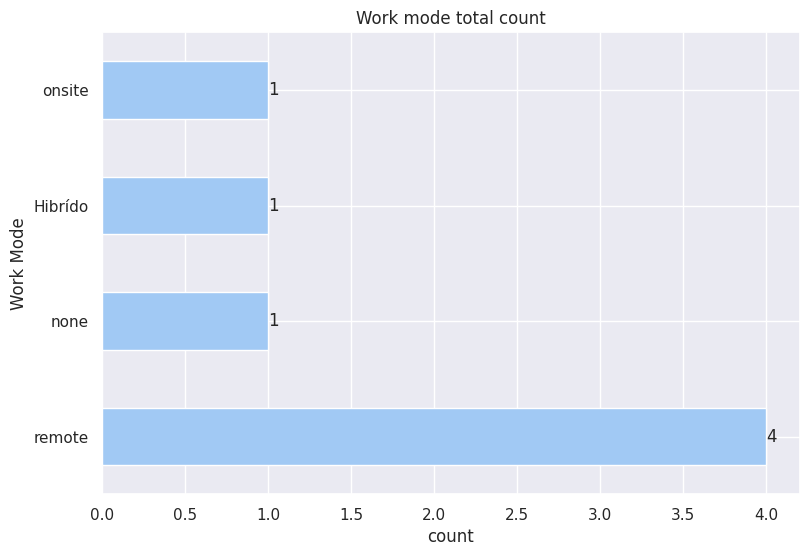 Work mode total count
onsite
1
Hibrído
1
none
1
remote
4
0.0 0.5 1.0 1.5 2.0 2.5 3.0 3.5 4.0
count
Work Mode